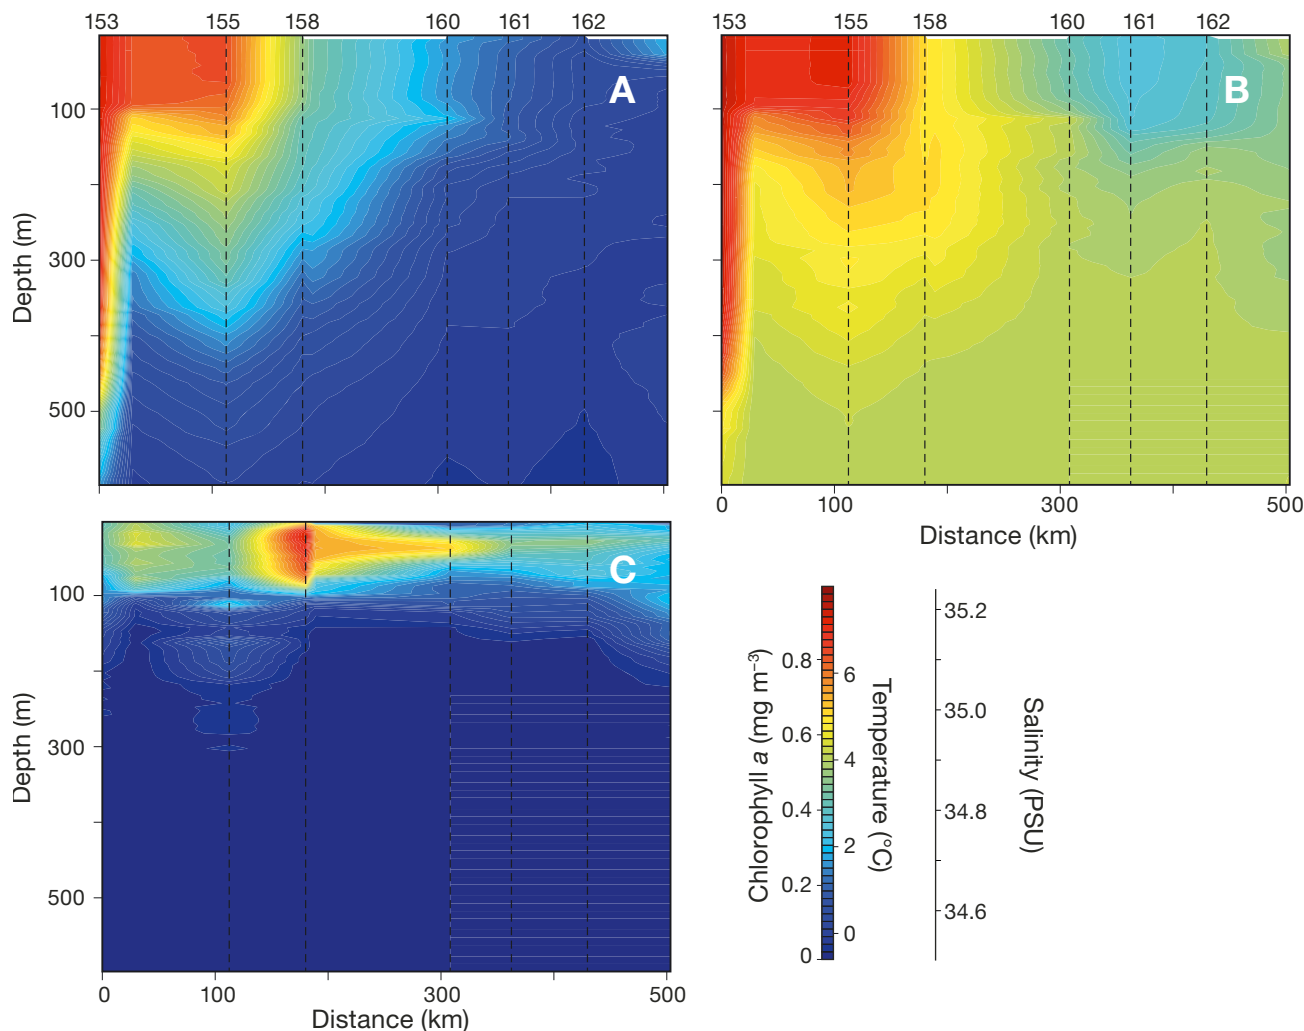 153 155 158 160 161 162
153 155 158 160 161 162
A
B
100
300
500
Depth (m)
0 100 300 500
Distance (km)
C
100
300
500
Depth (m)
0 100 300 500
Distance (km)
Chlorophyll a (mg m–3)
0.8
0.6
0.4
0.2
0
6
4
2
0
Temperature (°C)
35.2
35.0
34.8
34.6
Salinity (PSU)